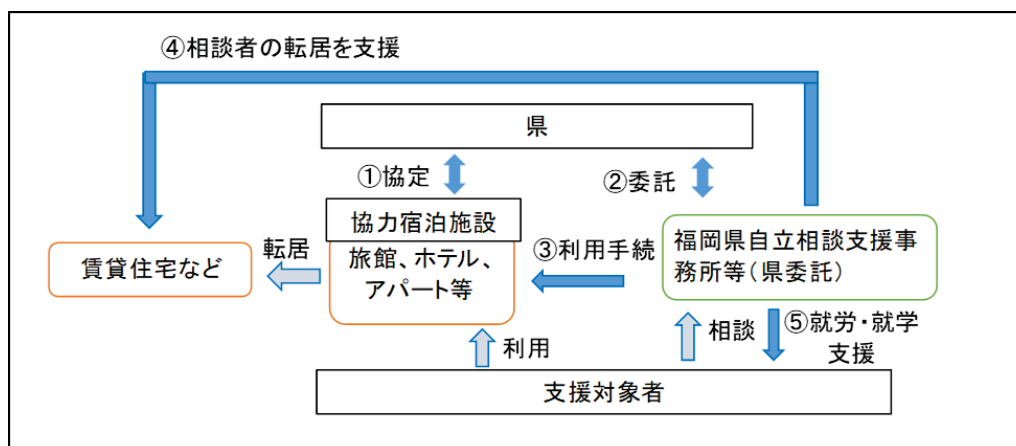 ④相談者の転居を支援
県
①協定
②委託
協力宿泊施設
旅館、ホテル、
アパート等
転居
賃貸住宅など
③利用手続
福岡県自立相談支援事
務所等（県委託）
利用
相談
⑤就労・就学
支援
支援対象者